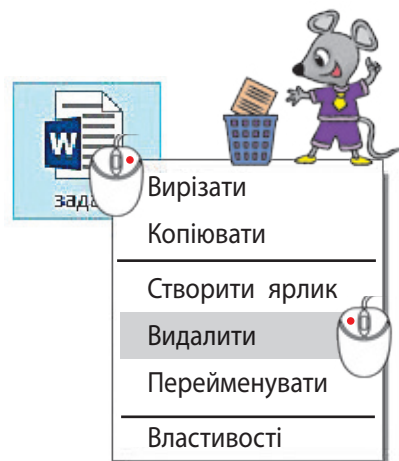 W
Вирізати
Копіювати
Створити ярлик
Видалити
Перейменувати
Властивості